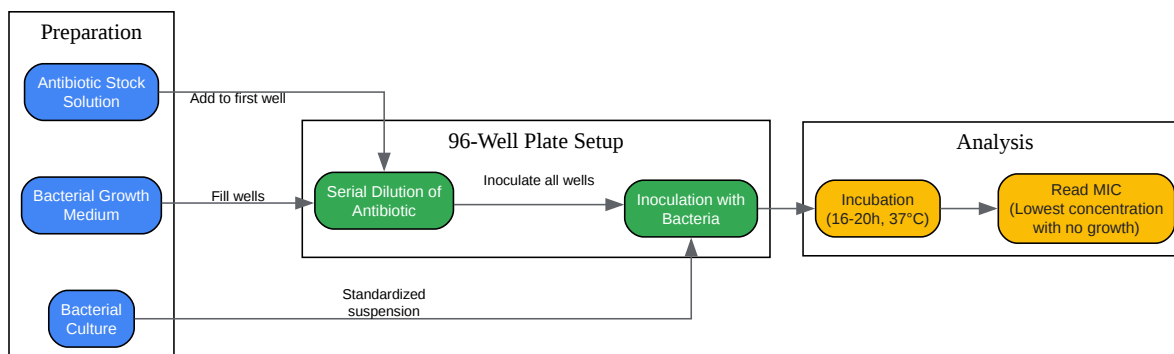 Preparation
Antibiotic Stock
Solution
Add to first well
96-Well Plate Setup
Analysis
Bacterial Growth
Medium
Fill wells
Serial Dilution of
Antibiotic
Inoculate all wells
Inoculation with
Bacteria
Incubation
(16-20h, 37°C)
Read MIC
(Lowest concentration
with no growth)
Bacterial
Culture
Standardized
suspension